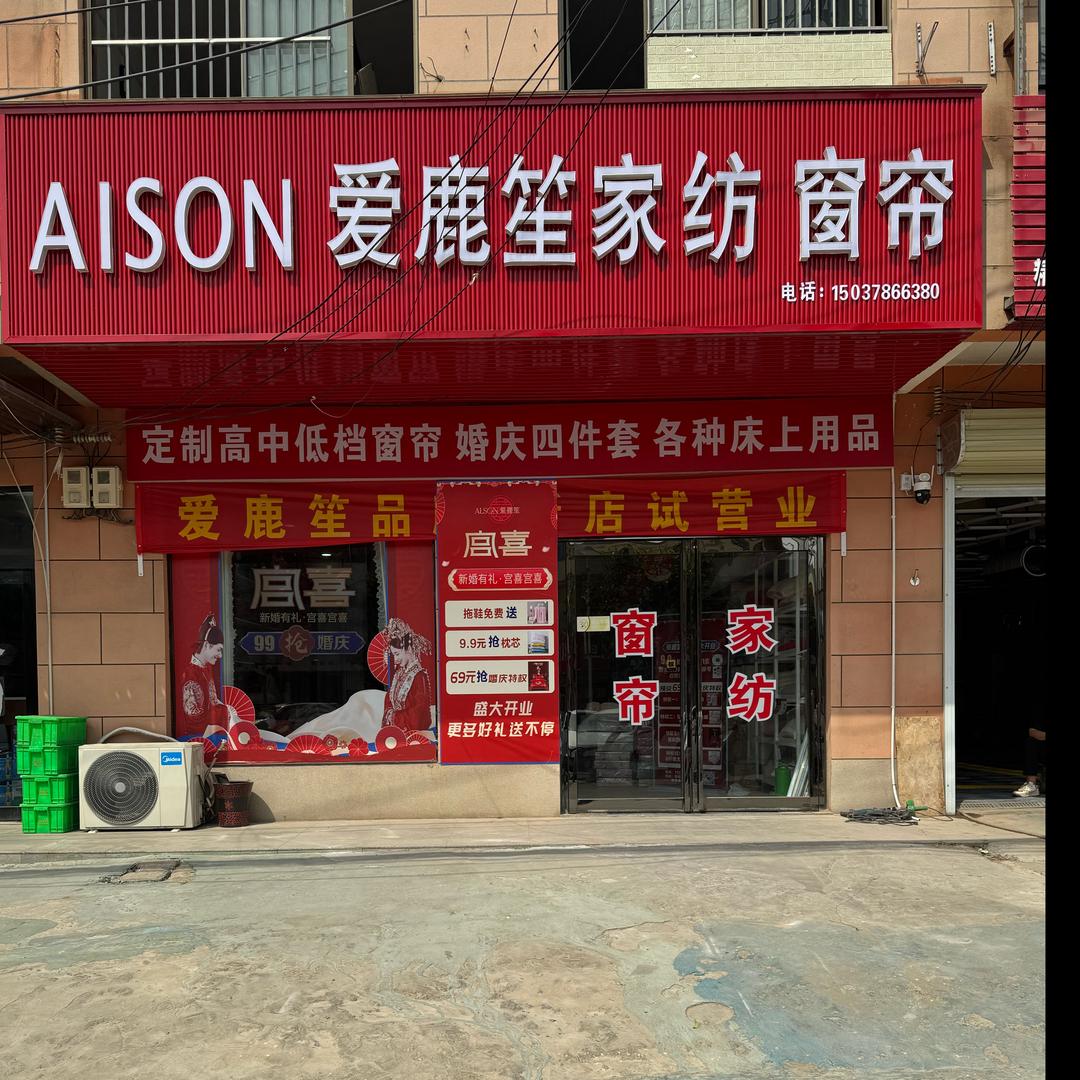 AISON 爱鹿笙家纺 窗帘
电话：15037866380
定制高中低档窗帘 婚庆四件套 各种床上用品
爱鹿笙品
店试营业
宫喜
新婚有礼·宫喜宫喜
拖鞋免费 送
9.9元抢 枕芯
69元抢 婚庆特权
盛大开业
更多好礼送不停
宫喜
新婚有礼·宫喜宫喜
99 抢 婚庆
窗帘
家纺
Midea